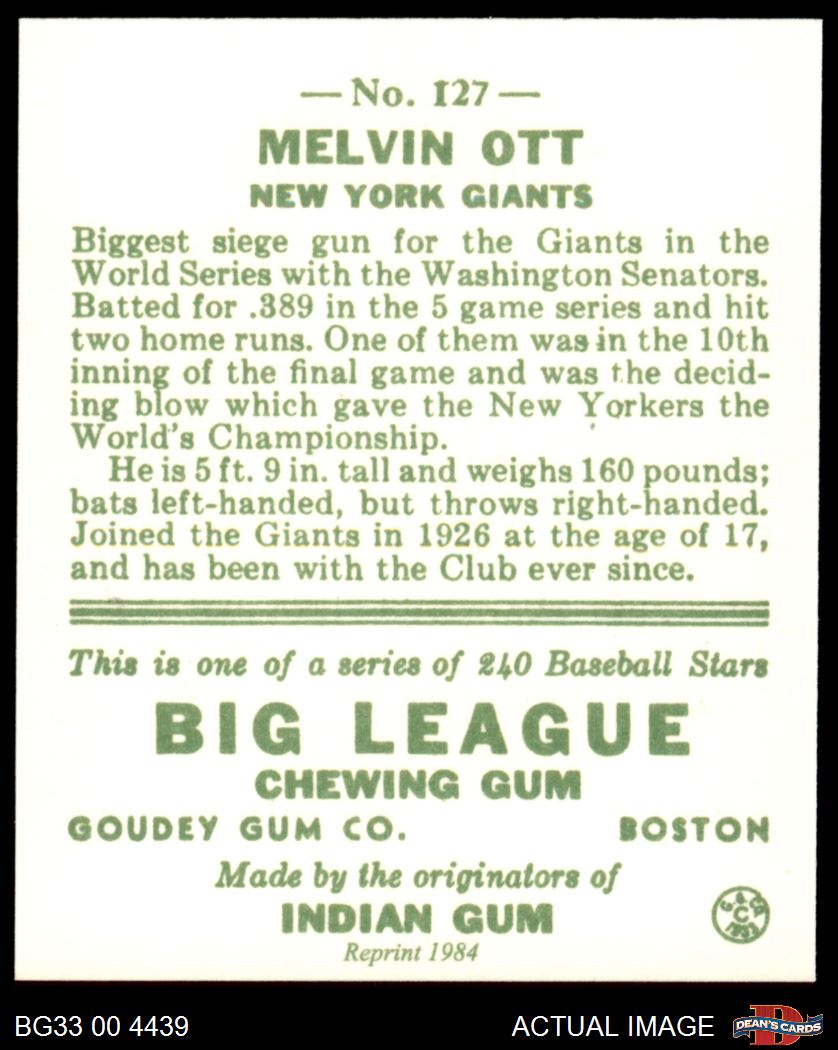 — No. 127 —
MELVIN OTT
NEW YORK GIANTS
Biggest siege gun for the Giants in the
World Series with the Washington Senators.
Batted for .389 in the 5 game series and hit
two home runs. One of them was in the 10th
inning of the final game and was the decid-
ing blow which gave the New Yorkers the
World's Championship.
He is 5 ft. 9 in. tall and weighs 160 pounds;
bats left-handed, but throws right-handed.
Joined the Giants in 1926 at the age of 17,
and has been with the Club ever since.
This is one of a series of 240 Baseball Stars
BIG LEAGUE
CHEWING GUM
GOUDEY GUM CO. BOSTON
Made by the originators of
INDIAN GUM
Reprint 1984
BG33 00 4439 ACTUAL IMAGE DEAN'S CARDS